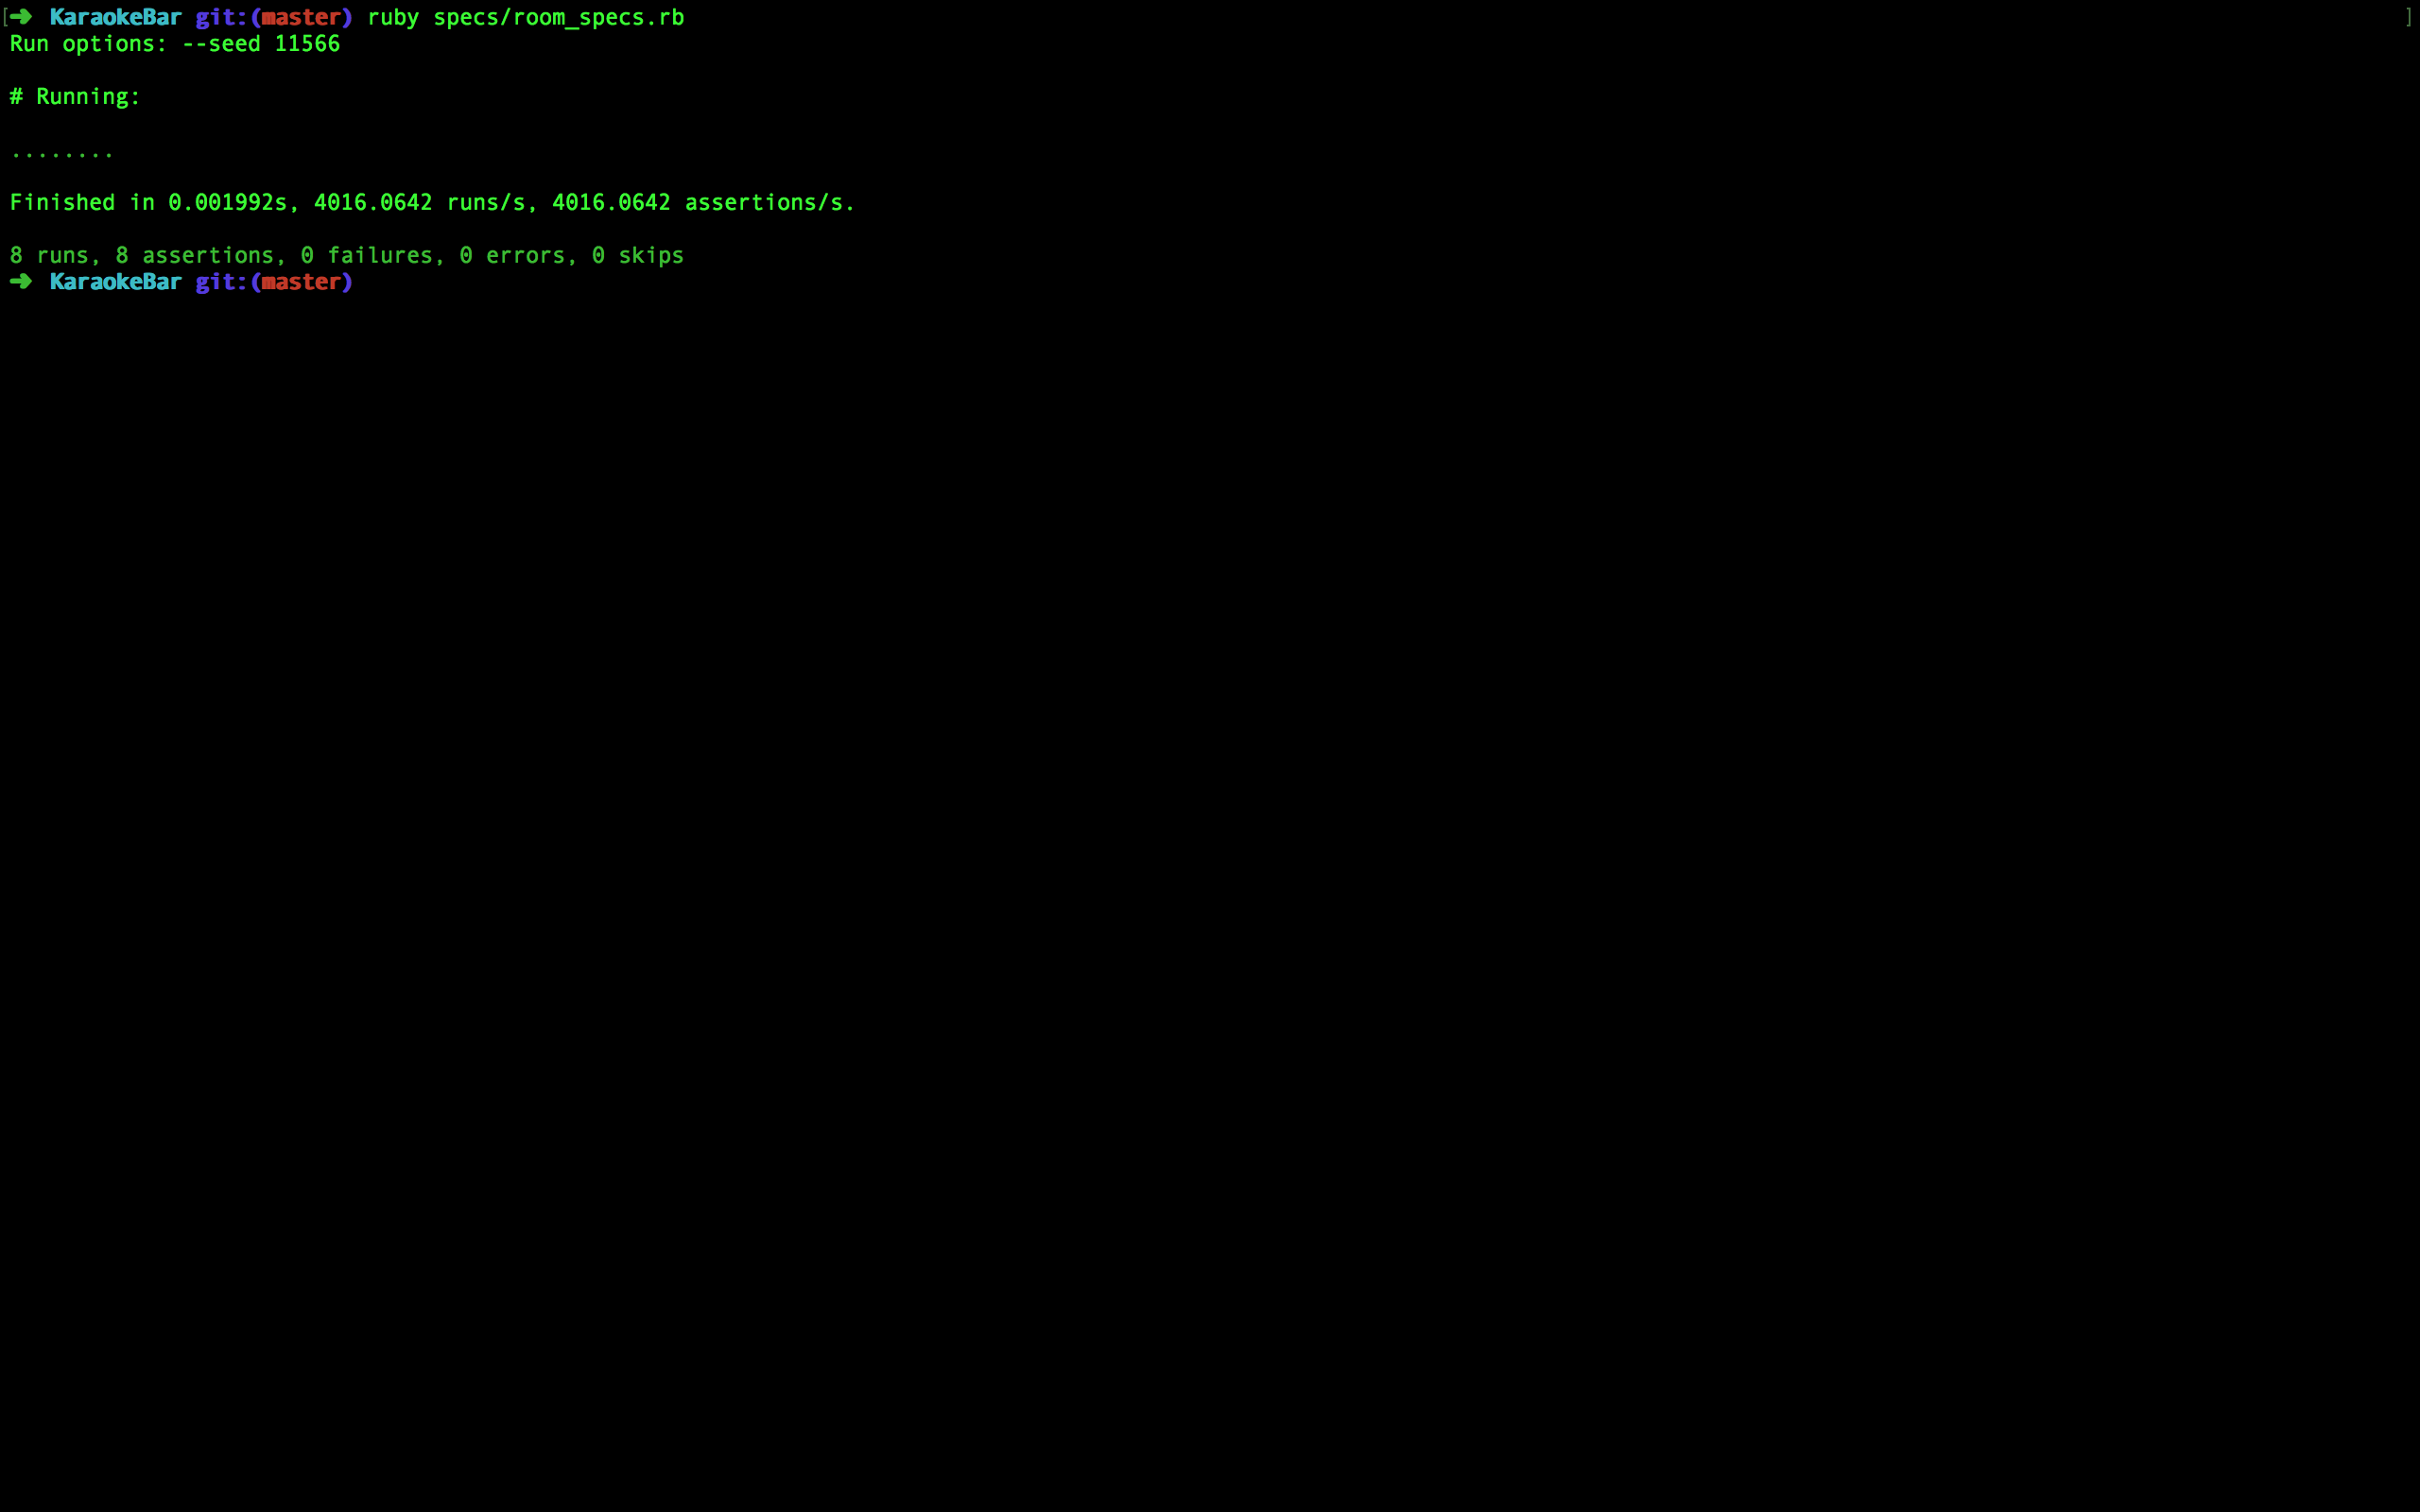 [➜ KaraokeBar git:(master) ruby specs/room_specs.rb ]
Run options: --seed 11566
# Running:
........
Finished in 0.001992s, 4016.0642 runs/s, 4016.0642 assertions/s.
8 runs, 8 assertions, 0 failures, 0 errors, 0 skips
➜ KaraokeBar git:(master)